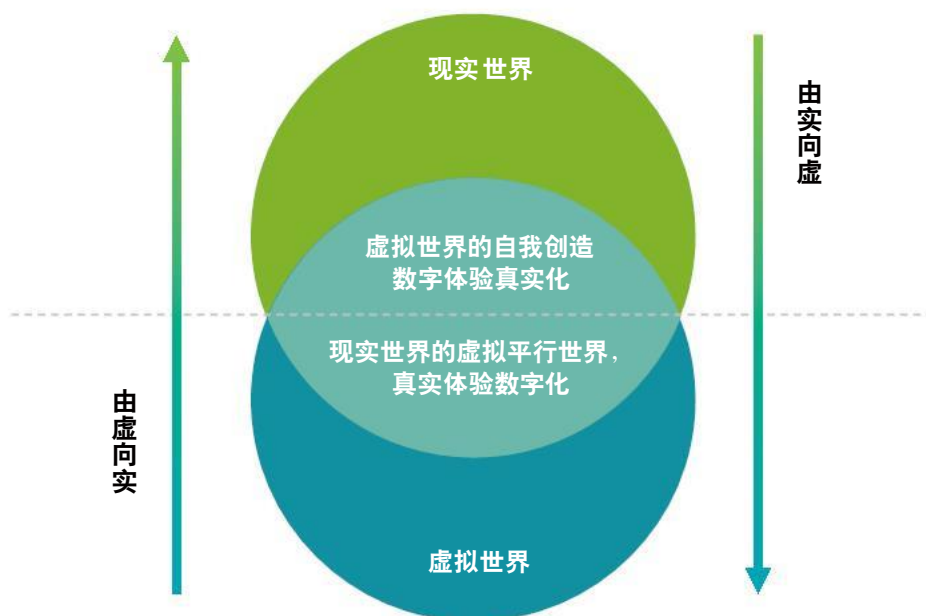 现实世界
由实向虚
虚拟世界的自我创造
数字体验真实化
现实世界的虚拟平行世界，
真实体验数字化
由虚向实
虚拟世界